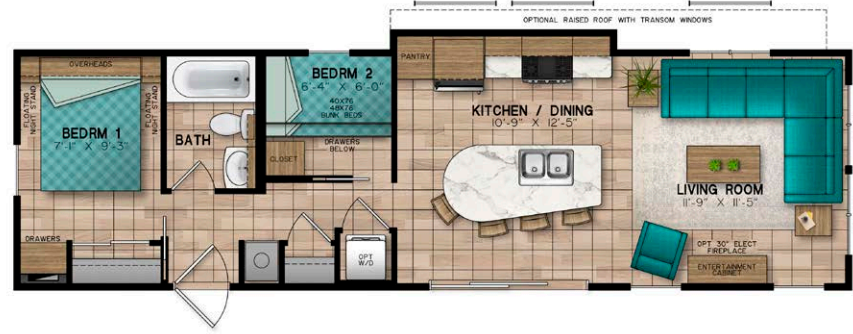 OPTIONAL RAISED ROOF WITH TRANSOM WINDOWS
OVERHEADS
FLOATING
NIGHT STAND
FLOATING
NIGHT STAND
BEDRM 1
7'-1" X 9'-3"
DRAWERS
BATH
BEDRM 2
6'-4" X 6'-0"
40X76
48X76
BUNK BEDS
DRAWERS
BELOW
CLOSET
OPT
W/D
PANTRY
KITCHEN / DINING
10'-9" X 12'-5"
LIVING ROOM
11'-9" X 11'-5"
OPT 30" ELECT
FIREPLACE
ENTERTAINMENT
CABINET